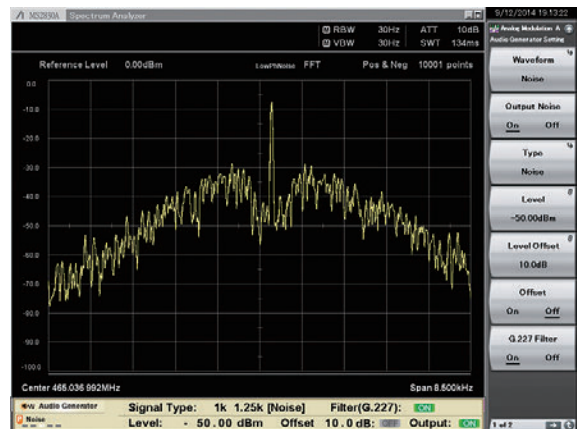 MS2830A Spectrum Analyzer
9/12/2014 19:13:22
RBW 30Hz ATT 10dB
VBW 30Hz SWT 134ms
Reference Level 0.00dBm LowPhNoise FFT Pos & Neg 10001 points
0.0
-10.0
-20.0
-30.0
-40.0
-50.0
-60.0
-70.0
-80.0
-90.0
-100.0
Center 465.036 992MHz Span 8.500kHz
Audio Generator
Noise
Signal Type: 1k 1.25k [Noise] Filter(G.227): ON
Level: - 50.00 dBm Offset 10.0 dB: OFF Output: ON
Analog Modulation A
Audio Generator Setting
Waveform
Noise
Output Noise
On Off
Type
Noise
Level
-50.00dBm
Level Offset
10.0dB
Offset
On Off
G.227 Filter
On Off
1 of 2